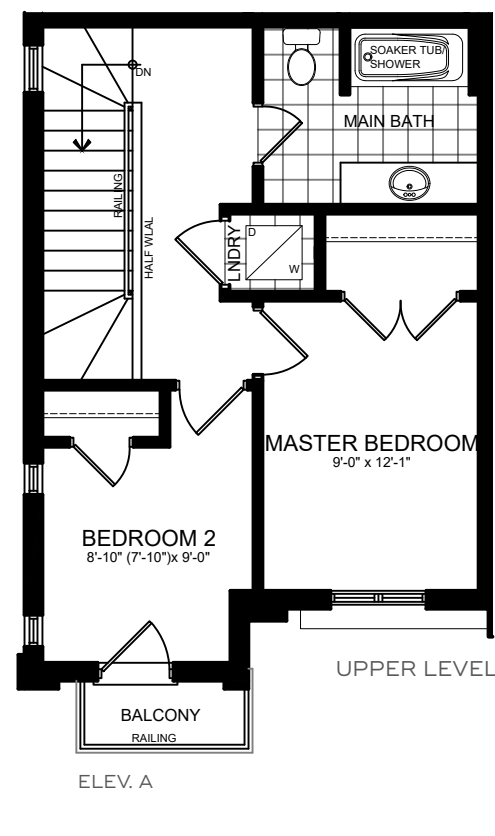 SOAKER TUB/
SHOWER
DN
MAIN BATH
RAILING
HALF WLAL
LNDRY
D
W
MASTER BEDROOM
9'-0" x 12'-1"
BEDROOM 2
8'-10" (7'-10")x 9'-0"
UPPER LEVEL
BALCONY
RAILING
ELEV. A